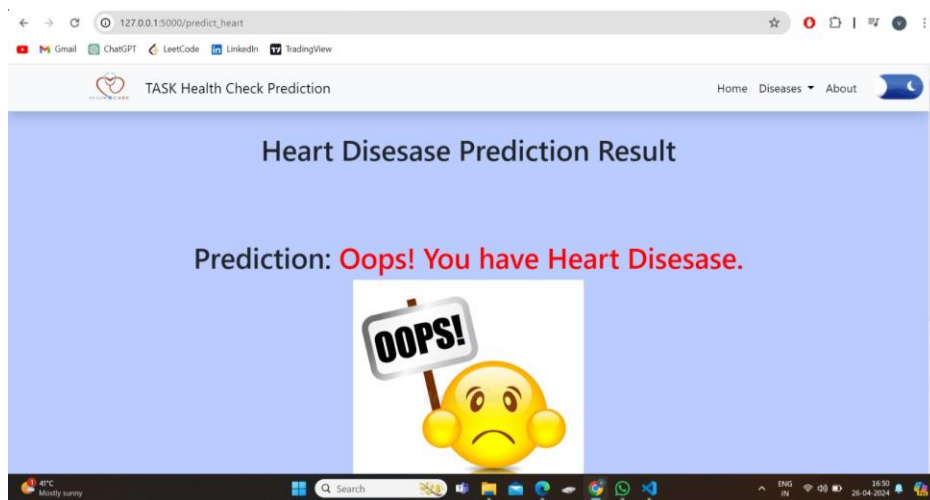 127.0.0.1:5000/predict_heart
Gmail ChatGPT LeetCode LinkedIn TradingView
TASK Health Check Prediction Home Diseases About
Heart Disesase Prediction Result
Prediction: Oops! You have Heart Disesase.
OOPS!
41°C
Mostly sunny
Search
ENG
IN
16:50
26-04-2024